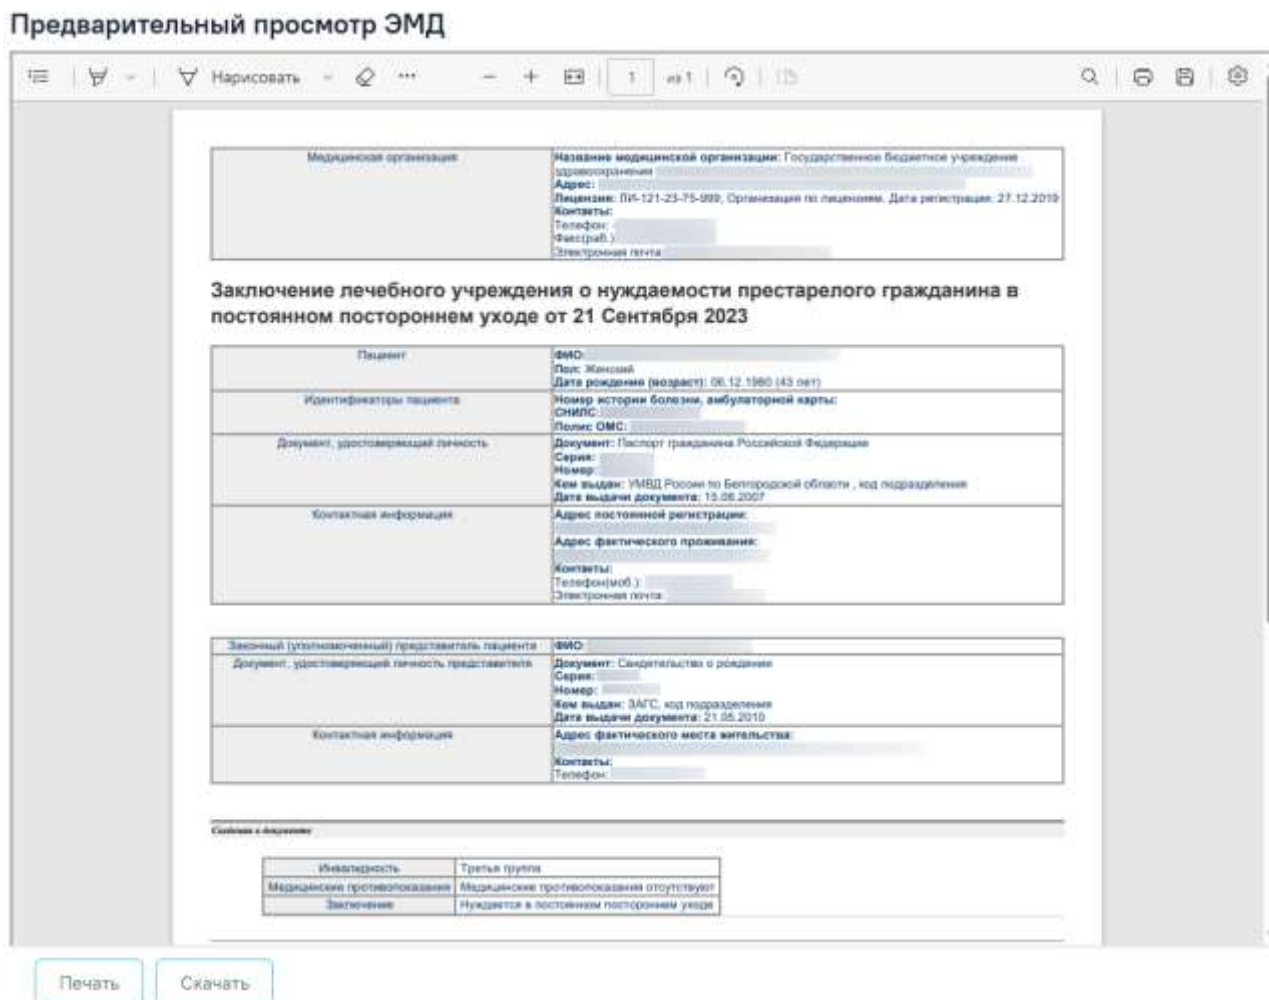 Предварительный просмотр ЭМД
Нарисовать
1 из 1
Медицинская организация
Название медицинской организации: Государственное бюджетное учреждение
здравоохранения
Адрес:
Лицензия: ПИ-121-23-75-999, Организация по лицензиям, Дата регистрации: 27.12.2019
Контакты:
Телефон:
Факс(раб.):
Электронная почта:
Заключение лечебного учреждения о нуждаемости престарелого гражданина в
постоянном постороннем уходе от 21 Сентября 2023
Пациент
ФИО:
Пол: Женский
Дата рождения (возраст): 06.12.1980 (43 лет)
Идентификаторы пациента
Номер истории болезни, амбулаторной карты:
СНИЛС:
Полис ОМС:
Документ, удостоверяющий личность
Документ: Паспорт гражданина Российской Федерации
Серия:
Номер:
Кем выдан: УМВД России по Белгородской области , код подразделения
Дата выдачи документа: 15.06.2007
Контактная информация
Адрес постоянной регистрации:
Адрес фактического проживания:
Контакты:
Телефон(моб.):
Электронная почта:
Законный (уполномоченный) представитель пациента
ФИО:
Документ, удостоверяющий личность представителя
Документ: Свидетельство о рождении
Серия:
Номер:
Кем выдан: ЗАГС, код подразделения
Дата выдачи документа: 21.05.2010
Контактная информация
Адрес фактического места жительства:
Контакты:
Телефон:
Сведения о документе
Инвалидность Третья группа
Медицинские противопоказания Медицинские противопоказания отсутствуют
Заключение Нуждается в постоянном постороннем уходе
Печать
Скачать